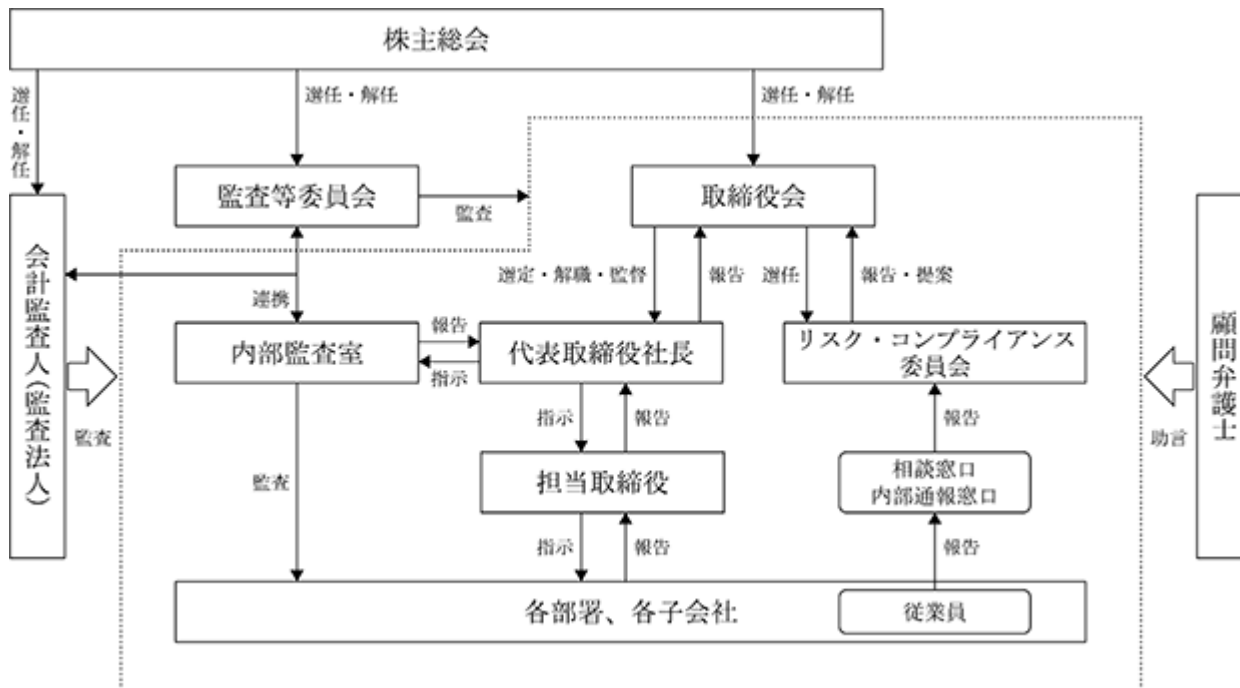 株主総会
選任・解任
選任・解任
選任・解任
監査等委員会
監査
取締役会
会計監査人(監査法人)
選定・解職・監督
報告
選任
報告・提案
連携
内部監査室
報告
指示
代表取締役社長
リスク・コンプライアンス
委員会
顧問弁護士
監査
助言
指示
報告
報告
監査
担当取締役
相談窓口
内部通報窓口
指示
報告
報告
各部署、各子会社
従業員